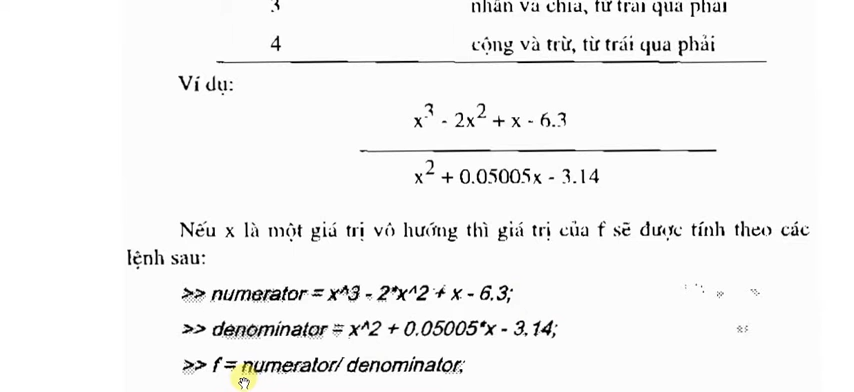 3 nhân và chia, từ trái qua phải
4 cộng và trừ, từ trái qua phải
Ví dụ:
x^3 - 2x^2 + x - 6.3
x^2 + 0.05005x - 3.14
Nếu x là một giá trị vô hướng thì giá trị của f sẽ được tính theo các
lệnh sau:
>> numerator = x^3 - 2*x^2 + x - 6.3;
>> denominator = x^2 + 0.05005*x - 3.14;
>> f = numerator/ denominator;